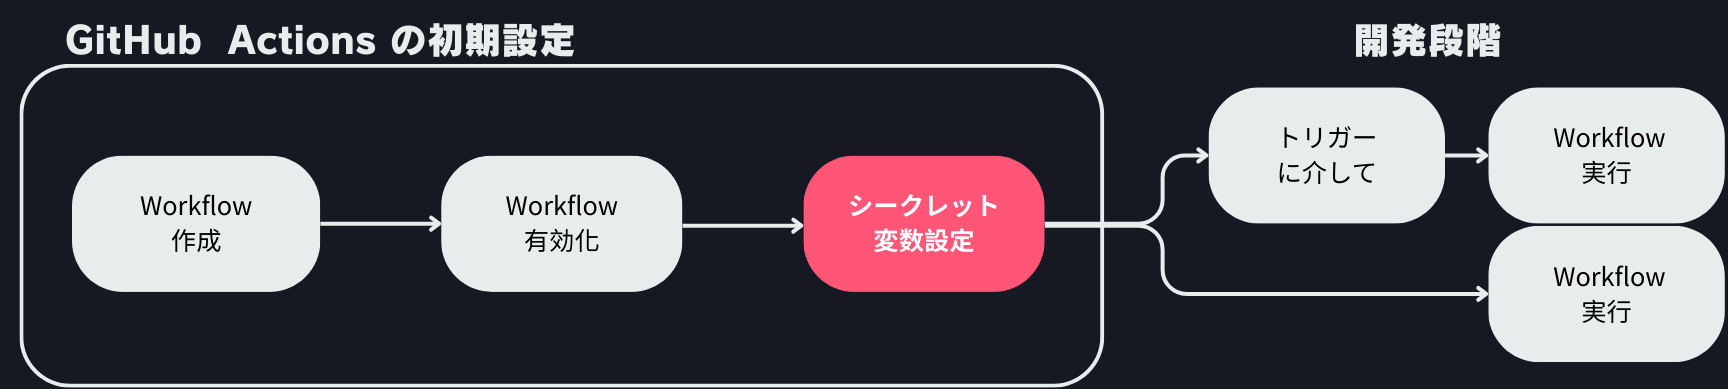 GitHub Actions の初期設定
開発段階
Workflow
作成
Workflow
有効化
シークレット
変数設定
トリガー
に介して
Workflow
実行
Workflow
実行